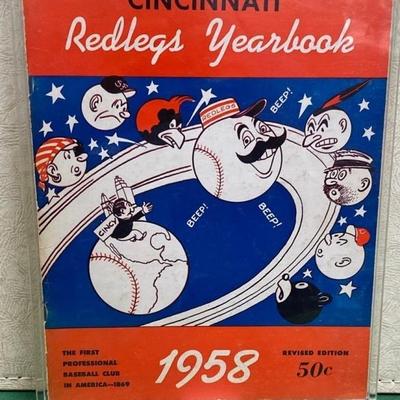 CINCINNATI
Redlegs Yearbook
REDLEGS
BEEP!
BEEP!
BEEP!
CINCY
THE FIRST
PROFESSIONAL
BASEBALL CLUB
IN AMERICA—1869
1958
REVISED EDITION
50c